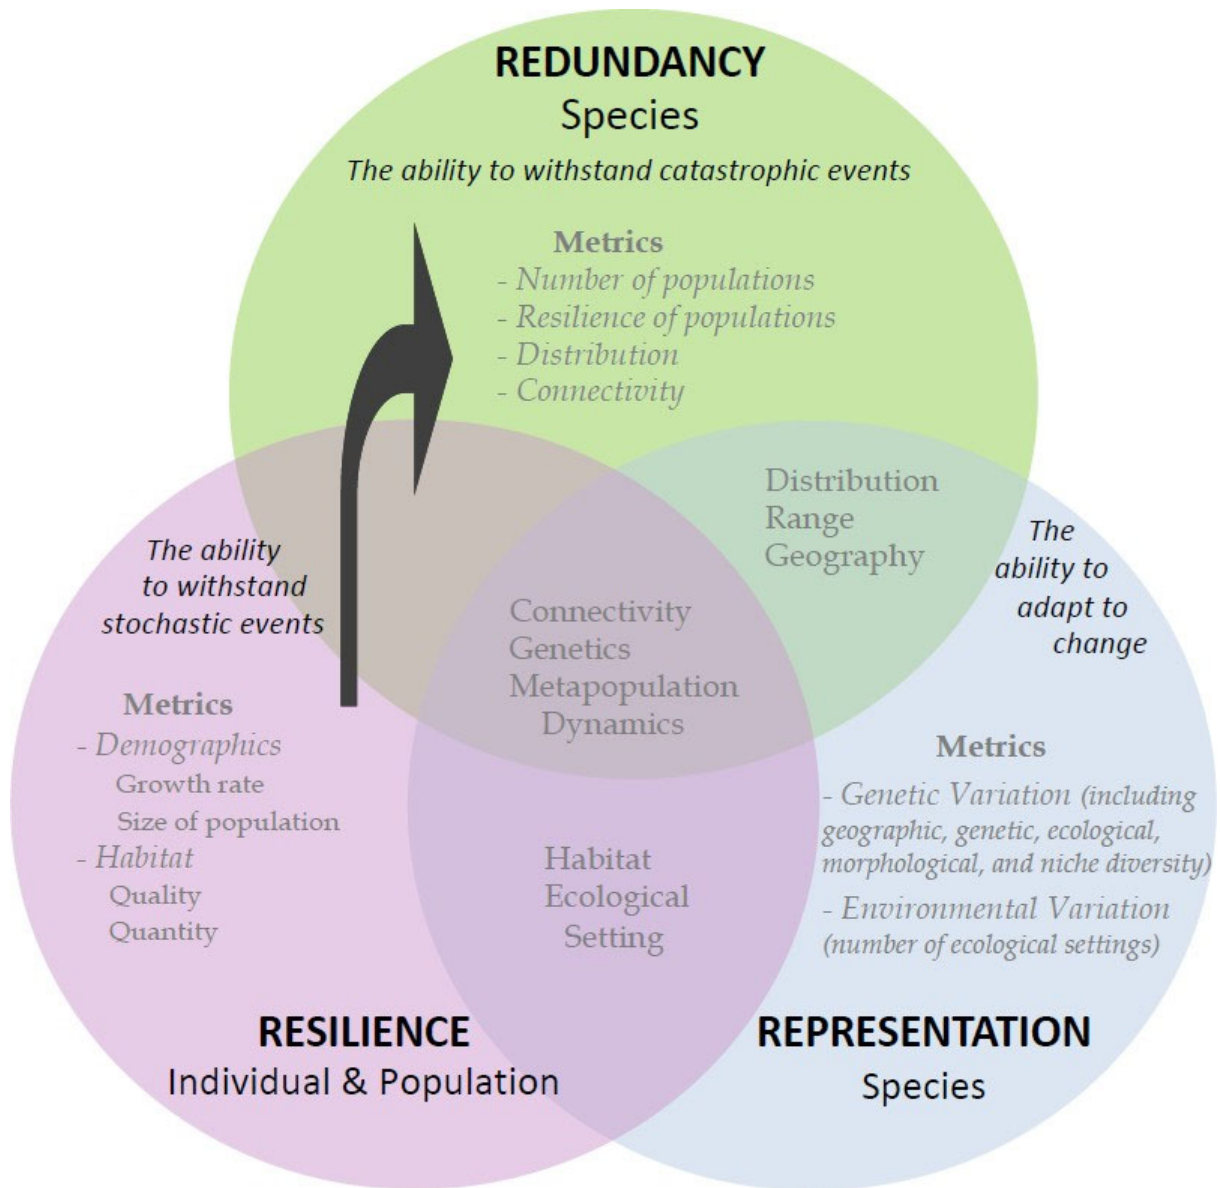 REDUNDANCY
Species
The ability to withstand catastrophic events
Metrics
- Number of populations
- Resilience of populations
- Distribution
- Connectivity
Distribution
Range
Geography
The ability
to withstand
stochastic events
The
ability to
adapt to
change
Connectivity
Genetics
Metapopulation
Dynamics
Metrics
- Demographics
Growth rate
Size of population
- Habitat
Quality
Quantity
Habitat
Ecological
Setting
Metrics
- Genetic Variation (including
geographic, genetic, ecological,
morphological, and niche diversity)
- Environmental Variation
(number of ecological settings)
RESILIENCE
Individual & Population
REPRESENTATION
Species